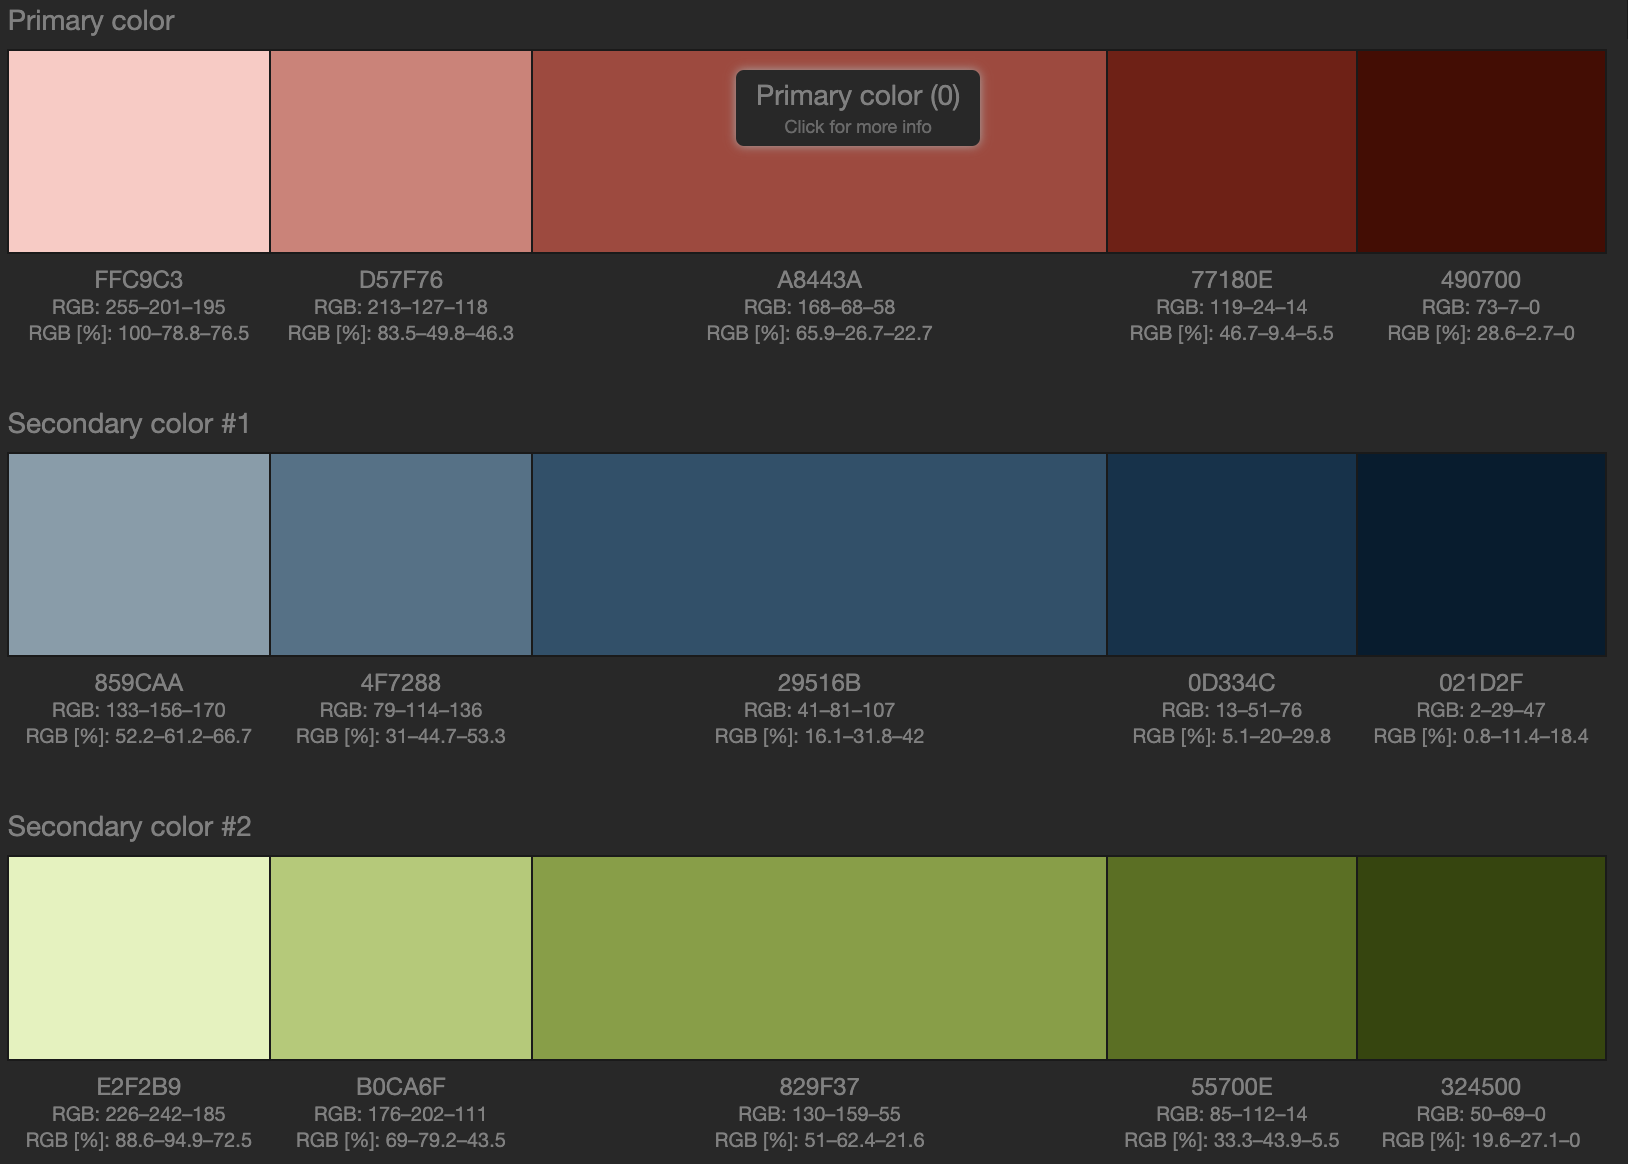 Primary color
Primary color (0)
Click for more info
FFC9C3
RGB: 255–201–195
RGB [%]: 100–78.8–76.5
D57F76
RGB: 213–127–118
RGB [%]: 83.5–49.8–46.3
A8443A
RGB: 168–68–58
RGB [%]: 65.9–26.7–22.7
77180E
RGB: 119–24–14
RGB [%]: 46.7–9.4–5.5
490700
RGB: 73–7–0
RGB [%]: 28.6–2.7–0
Secondary color #1
859CAA
RGB: 133–156–170
RGB [%]: 52.2–61.2–66.7
4F7288
RGB: 79–114–136
RGB [%]: 31–44.7–53.3
29516B
RGB: 41–81–107
RGB [%]: 16.1–31.8–42
0D334C
RGB: 13–51–76
RGB [%]: 5.1–20–29.8
021D2F
RGB: 2–29–47
RGB [%]: 0.8–11.4–18.4
Secondary color #2
E2F2B9
RGB: 226–242–185
RGB [%]: 88.6–94.9–72.5
B0CA6F
RGB: 176–202–111
RGB [%]: 69–79.2–43.5
829F37
RGB: 130–159–55
RGB [%]: 51–62.4–21.6
55700E
RGB: 85–112–14
RGB [%]: 33.3–43.9–5.5
324500
RGB: 50–69–0
RGB [%]: 19.6–27.1–0